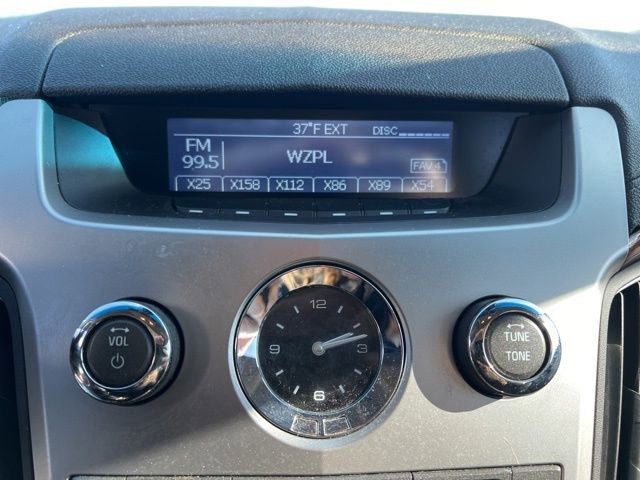 37°F EXT DISC
FM
99.5 WZPL FAV 4
X25 X158 X112 X86 X89 X54
12
3
6
9
VOL
TUNE
TONE